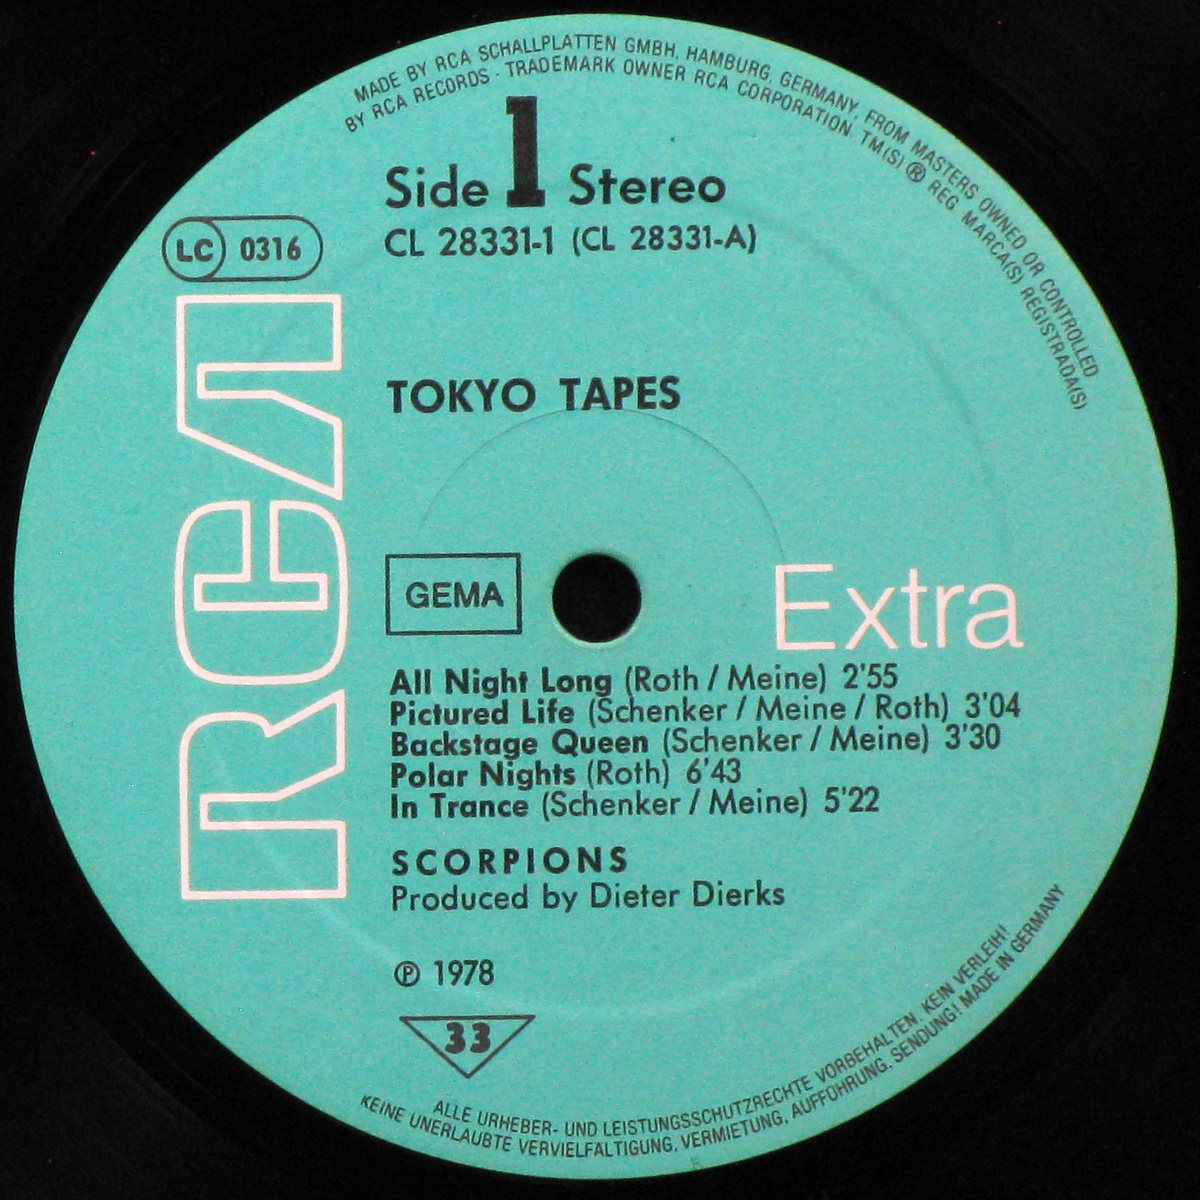 MADE BY RCA SCHALLPLATTEN GMBH, HAMBURG, GERMANY, FROM MASTERS OWNED OR CONTROLLED
BY RCA RECORDS · TRADEMARK OWNER RCA CORPORATION. TM(S) ® REG. MARCA(S) REGISTRADA(S)
Side 1 Stereo
CL 28331-1 (CL 28331-A)
LC 0316
RCA
TOKYO TAPES
GEMA
Extra
All Night Long (Roth / Meine) 2'55
Pictured Life (Schenker / Meine / Roth) 3'04
Backstage Queen (Schenker / Meine) 3'30
Polar Nights (Roth) 6'43
In Trance (Schenker / Meine) 5'22
SCORPIONS
Produced by Dieter Dierks
℗ 1978
33
ALLE URHEBER- UND LEISTUNGSSCHUTZRECHTE VORBEHALTEN. KEIN VERLEIH!
KEINE UNERLAUBTE VERVIELFÄLTIGUNG, VERMIETUNG, AUFFÜHRUNG, SENDUNG! MADE IN GERMANY